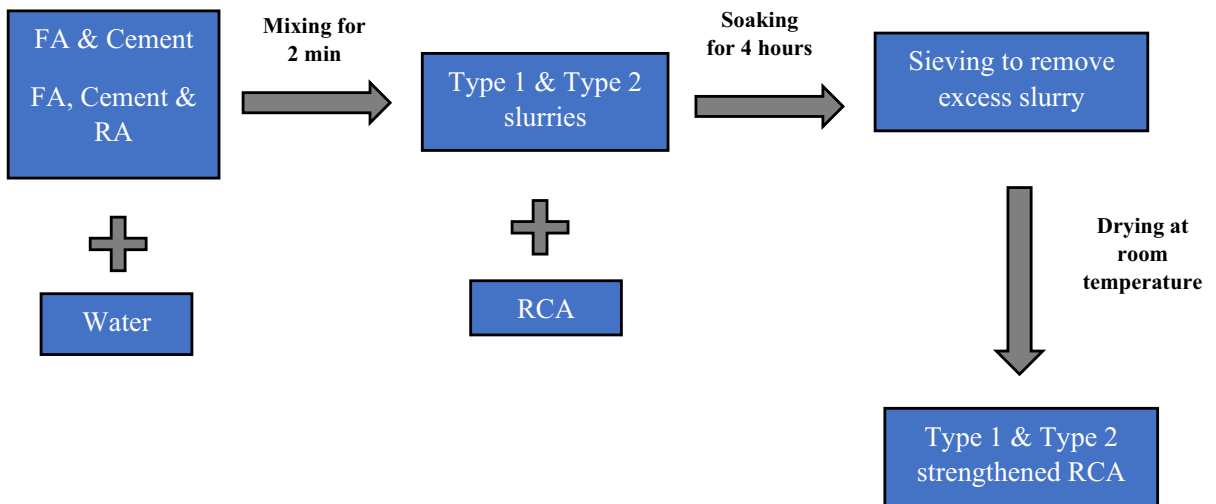 FA & Cement
FA, Cement &
RA
Mixing for
2 min
Type 1 & Type 2
slurries
Soaking
for 4 hours
Sieving to remove
excess slurry
Water
RCA
Drying at
room
temperature
Type 1 & Type 2
strengthened RCA